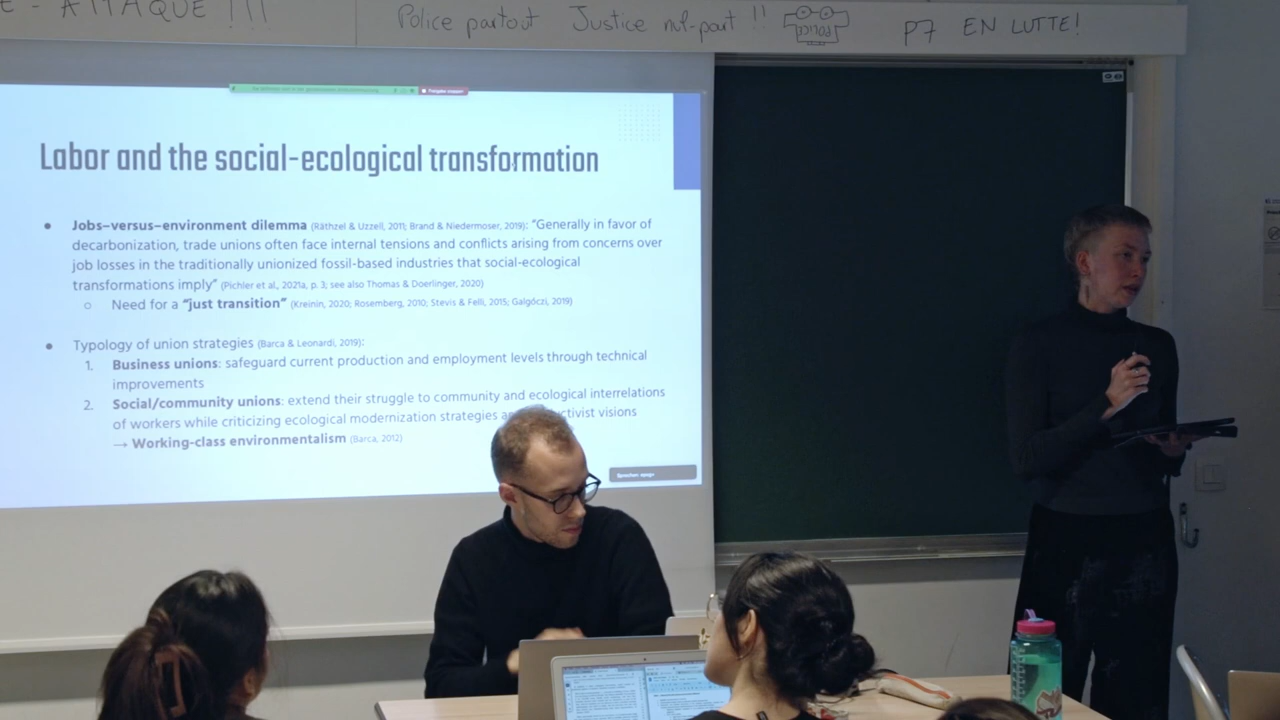 E - ATTAQUE !!!
Police partout Justice nul-part !! POLICE P7 EN LUTTE!
Labor and the social-ecological transformation
● Jobs–versus–environment dilemma (Räthzel & Uzzell, 2011; Brand & Niedermoser, 2019): “Generally in favor of
decarbonization, trade unions often face internal tensions and conflicts arising from concerns over
job losses in the traditionally unionized fossil-based industries that social-ecological
transformations imply” (Pichler et al., 2021a, p. 3; see also Thomas & Doerlinger, 2020)
○ Need for a “just transition” (Kreinin, 2020; Rosemberg, 2010; Stevis & Felli, 2015; Galgóczi, 2019)
● Typology of union strategies (Barca & Leonardi, 2019):
1. Business unions: safeguard current production and employment levels through technical
improvements
2. Social/community unions: extend their struggle to community and ecological interrelations
of workers while criticizing ecological modernization strategies visions
→ Working-class environmentalism (Barca, 2012)